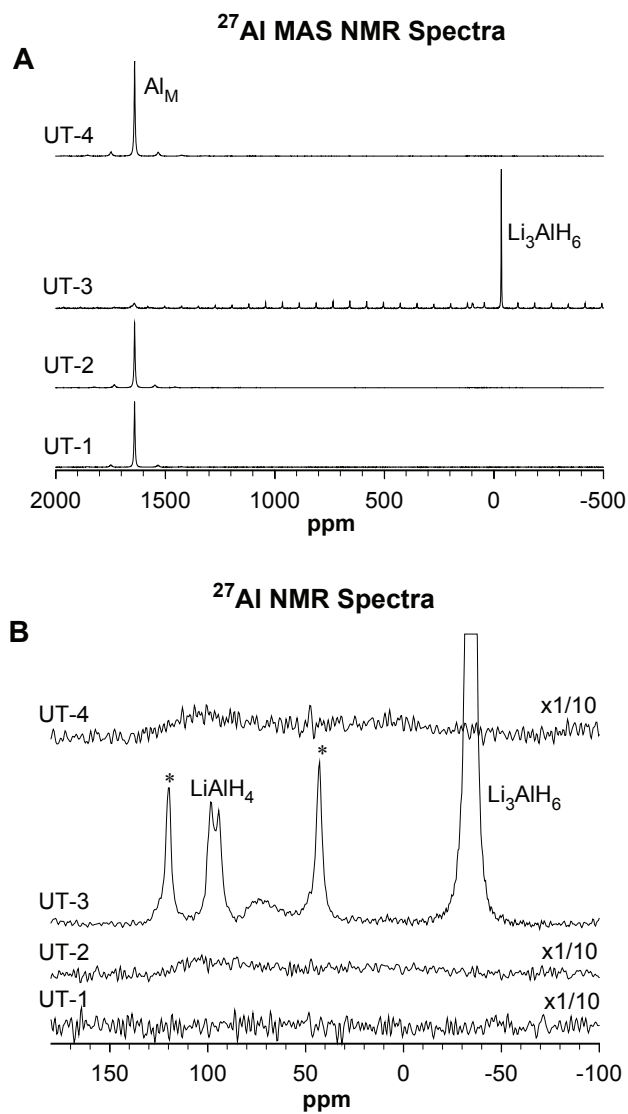 ²⁷Al MAS NMR Spectra
A
Al_M
UT-4
Li₃AlH₆
UT-3
UT-2
UT-1
2000 1500 1000 500 0 -500
ppm
²⁷Al NMR Spectra
B
UT-4 x1/10
* LiAlH₄ * Li₃AlH₆
UT-3
UT-2 x1/10
UT-1 x1/10
150 100 50 0 -50 -100
ppm